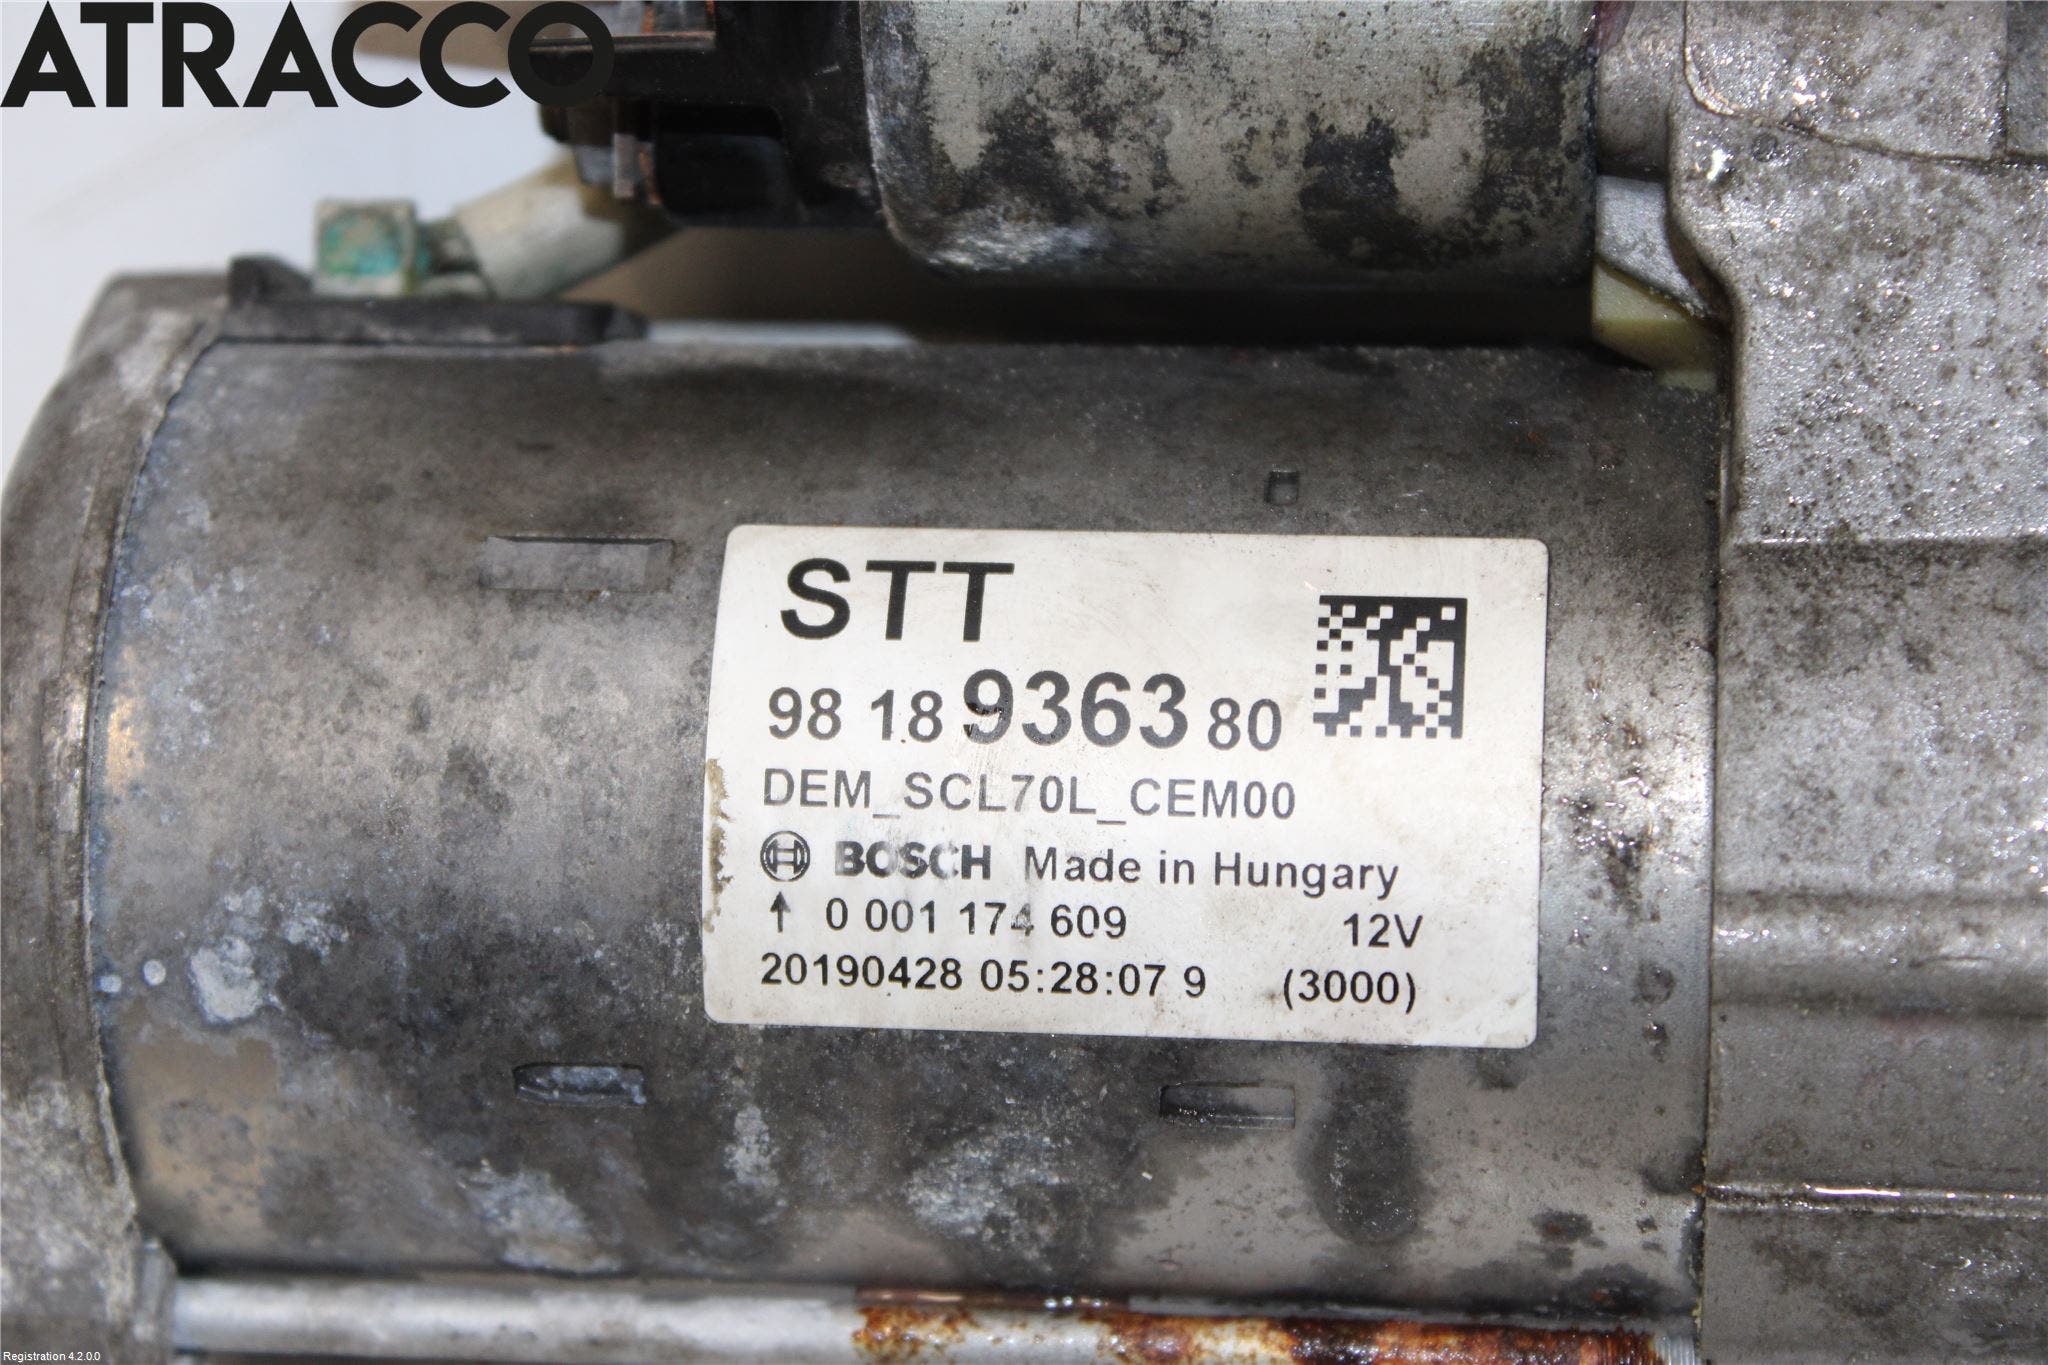 ATRACCO
STT
98 18 9363 80
DEM_SCL70L_CEM00
BOSCH Made in Hungary
↑ 0 001 174 609 12V
20190428 05:28:07 9 (3000)
Registration 4.2.0.0